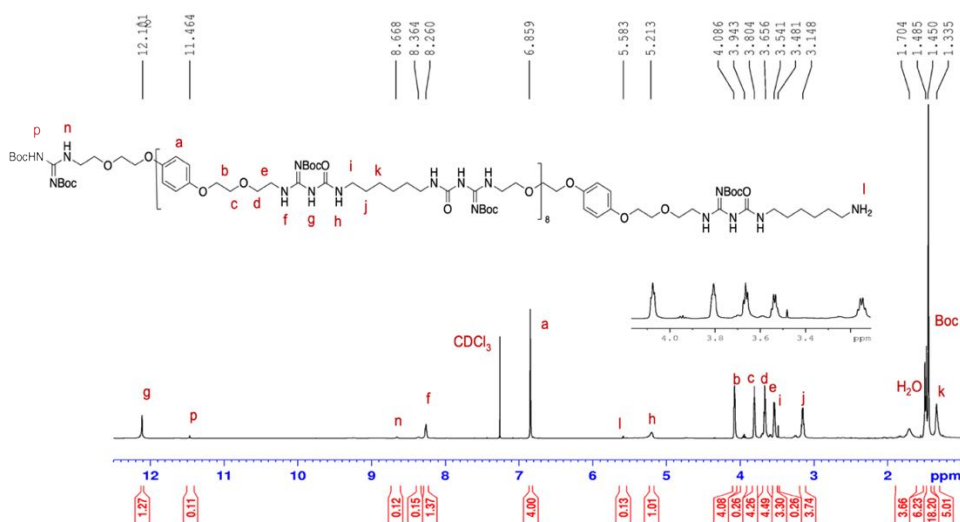 12.101 11.464 8.668 8.364 8.260 6.859 5.583 5.213 4.086 3.943 3.804 3.656 3.541 3.481 3.148 1.704 1.485 1.450 1.335
p n a b c d e f g h i j k l
BocHN H N NBoc O O O O O N H NBoc O N H N H H N O H N NBoc H N O O 8 O O O N H NBoc O N H N H NH2
4.0 3.8 3.6 3.4 ppm
g p n f CDCl3 a l h b c d e i j H2O Boc k
12 11 10 9 8 7 6 5 4 3 2 ppm
1.27 0.11 0.12 0.15 1.37 4.00 0.13 1.01 4.08 0.26 4.26 4.49 3.30 0.26 3.74 3.66 6.23 8.20 5.01